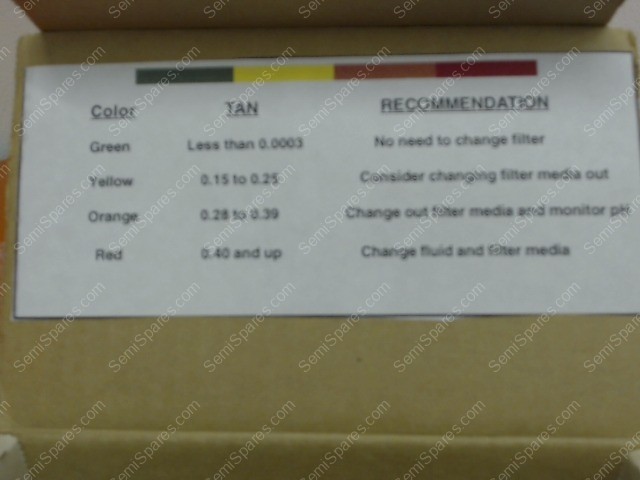 Color TAN RECOMMENDATION
Green Less than 0.0003 No need to change filter
Yellow 0.15 to 0.25 Consider changing filter media out
Orange 0.28 to 0.39 Change out filter media and monitor pH
Red 0.40 and up Change fluid and filter media
SemiSpares.com